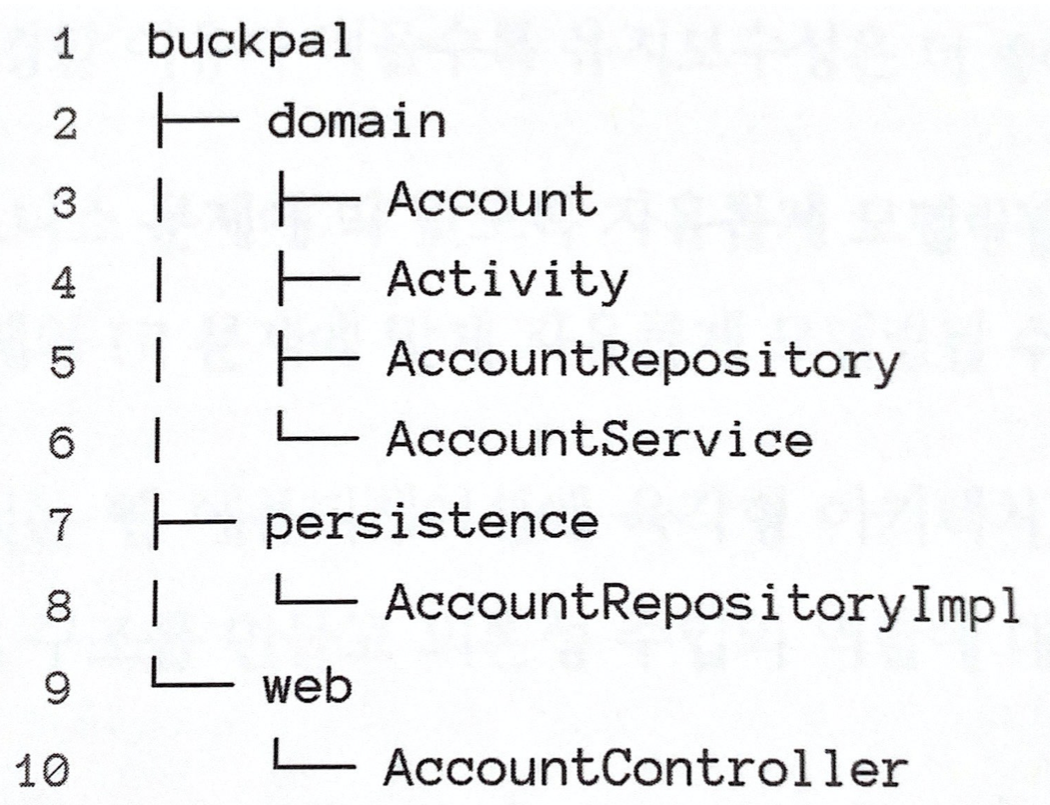 1 buckpal
2 ├── domain
3 | ├── Account
4 | ├── Activity
5 | ├── AccountRepository
6 | └── AccountService
7 ├── persistence
8 | └── AccountRepositoryImpl
9 └── web
10 └── AccountController